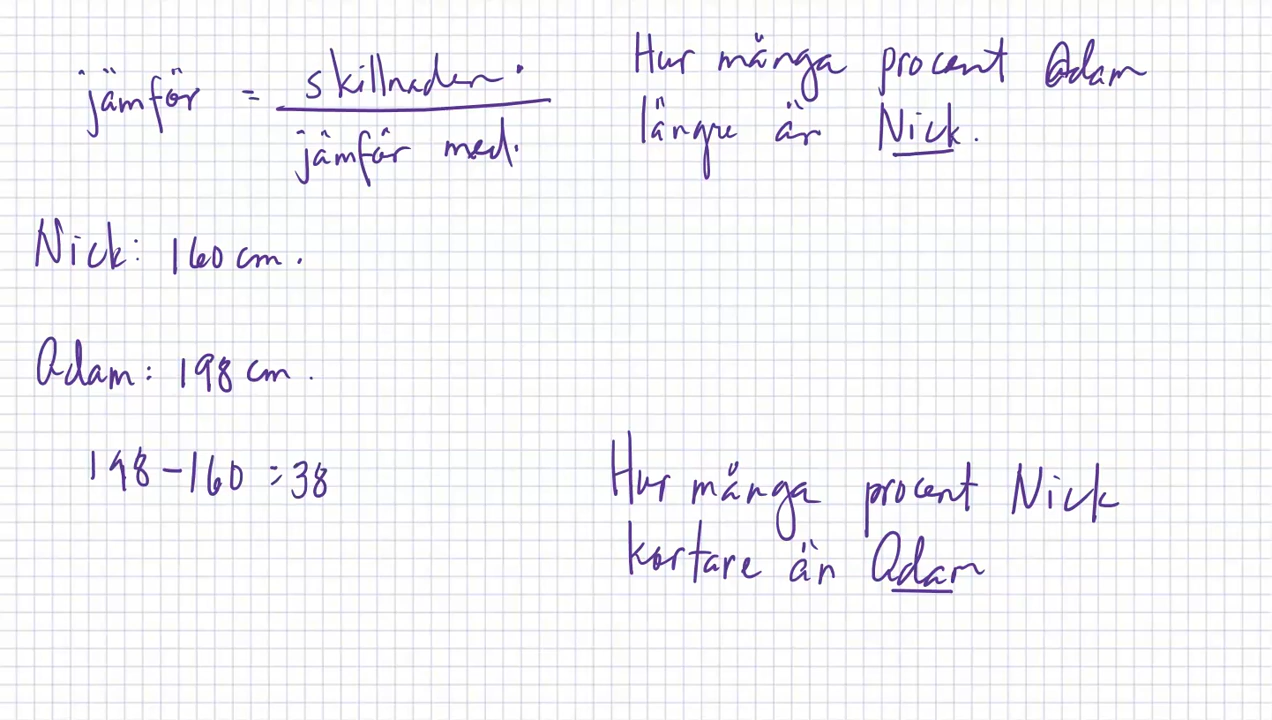 jämför = skillnaden.
jämför med.
Hur många procent Adam
längre är Nick.
Nick: 160 cm.
Adam: 198 cm.
198 - 160 = 38
Hur många procent Nick
kortare än Adam